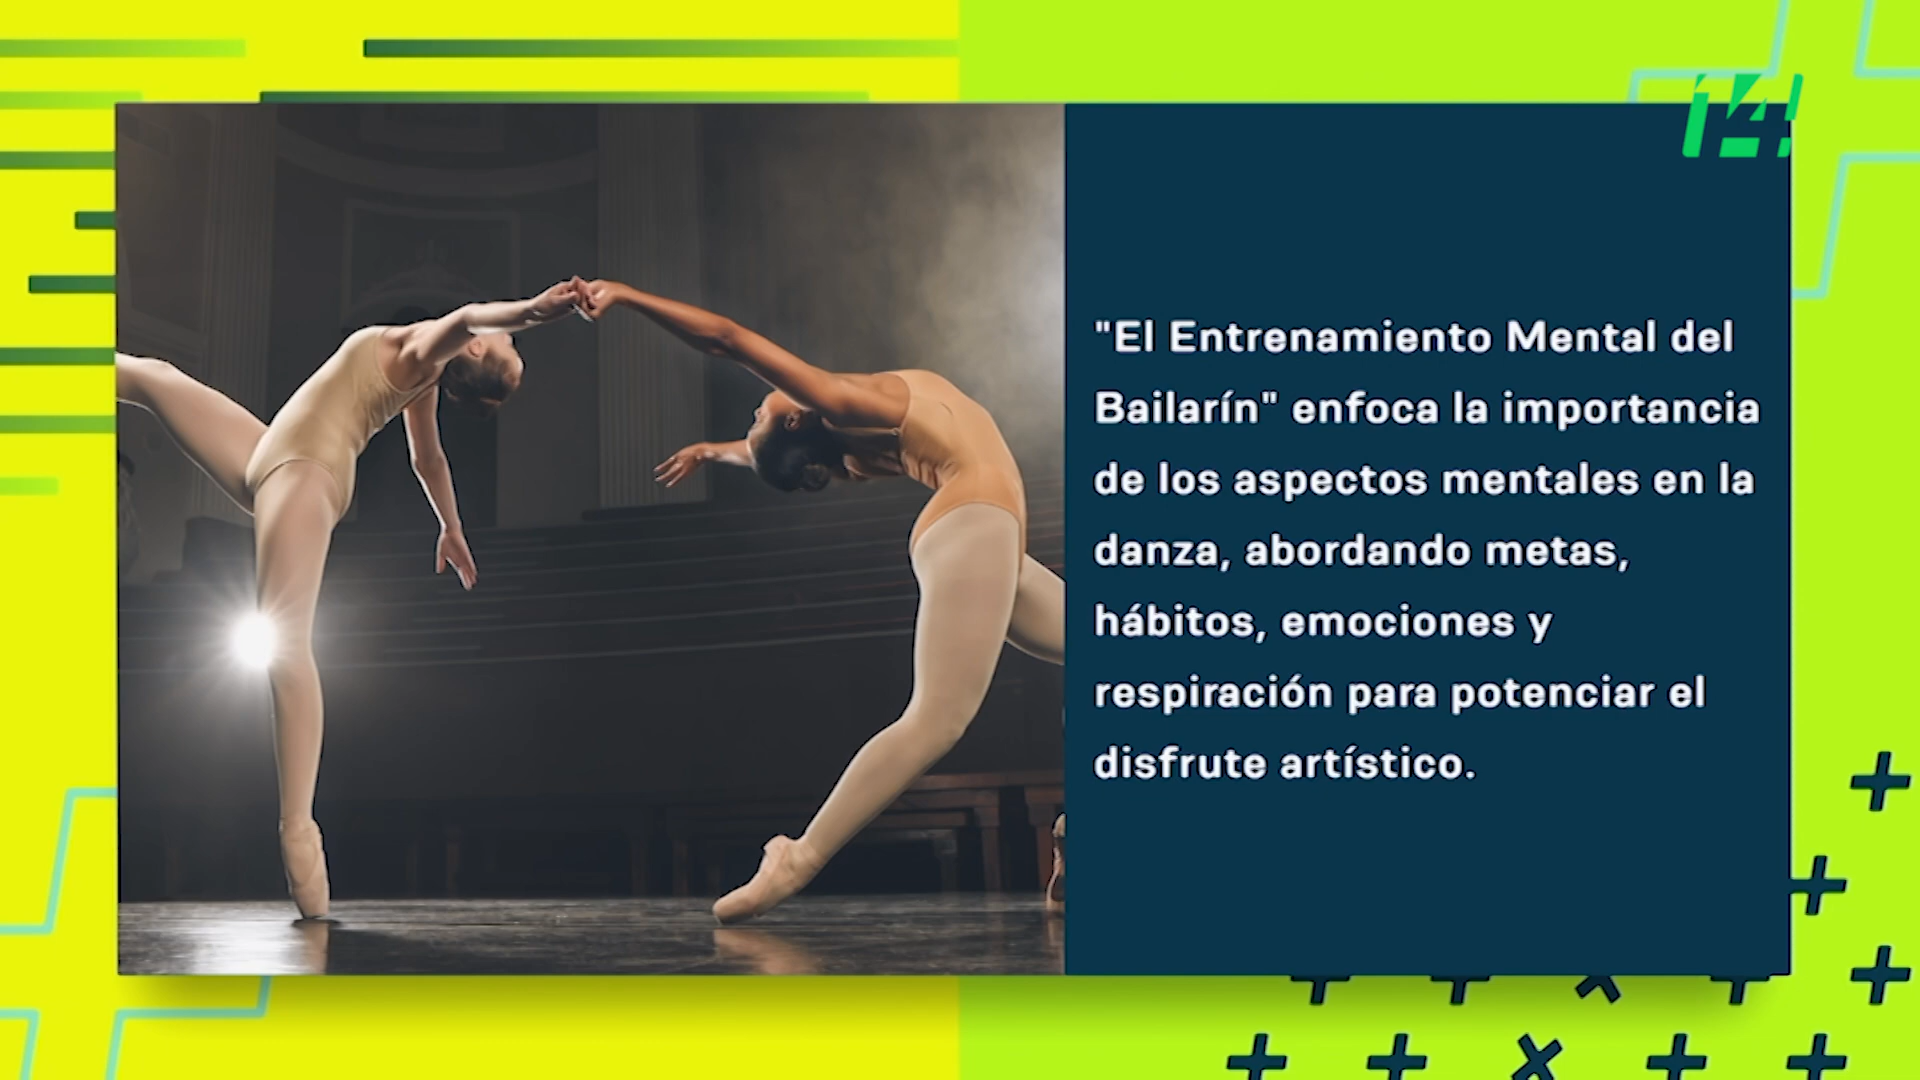 14!
"El Entrenamiento Mental del
Bailarín" enfoca la importancia
de los aspectos mentales en la
danza, abordando metas,
hábitos, emociones y
respiración para potenciar el
disfrute artístico.